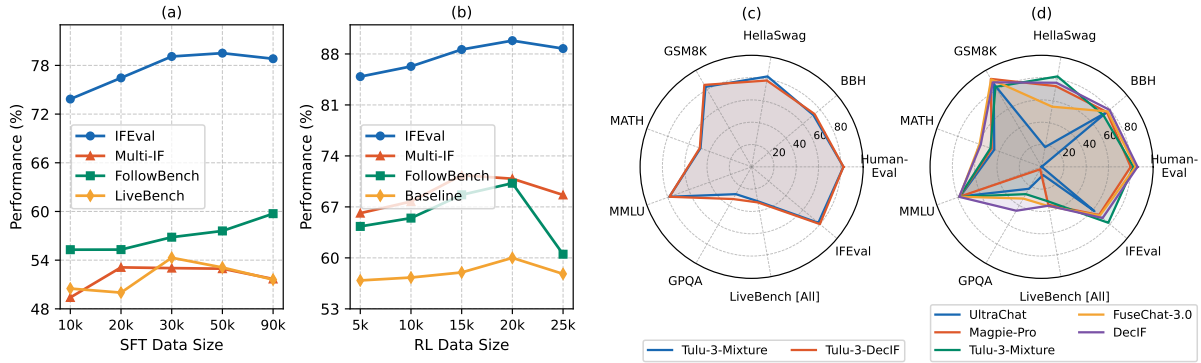 (a)
Performance (%)
78
72
66
60
54
48
IFEval
Multi-IF
FollowBench
LiveBench
10k 20k 30k 50k 90k
SFT Data Size
(b)
Performance (%)
88
81
74
67
60
53
IFEval
Multi-IF
FollowBench
Baseline
5k 10k 15k 20k 25k
RL Data Size
(c)
HellaSwag
GSM8K
BBH
MATH
Human-
Eval
MMLU
IFEval
GPQA
LiveBench [All]
20 40 60 80
Tulu-3-Mixture
Tulu-3-DecIF
(d)
HellaSwag
GSM8K
BBH
MATH
Human-
Eval
MMLU
IFEval
GPQA
LiveBench [All]
20 40 60 80
UltraChat
Magpie-Pro
Tulu-3-Mixture
FuseChat-3.0
DecIF